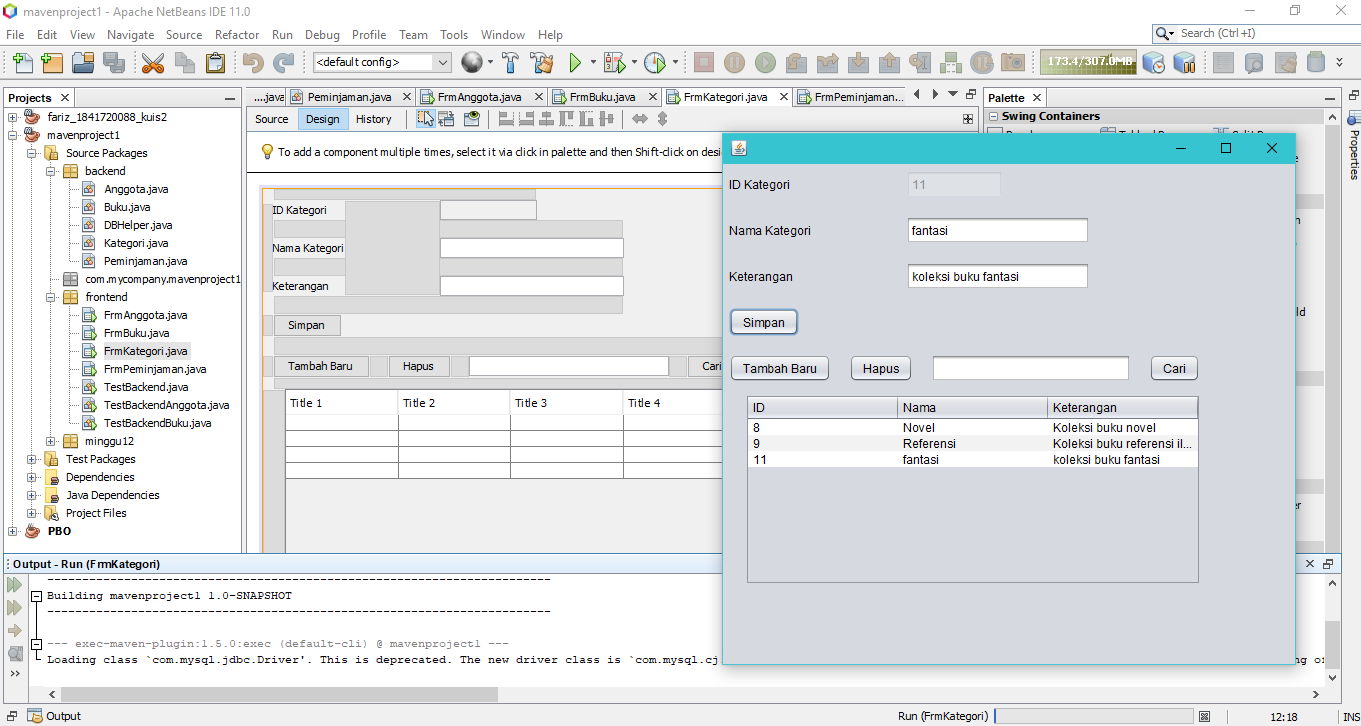 mavenproject1 - Apache NetBeans IDE 11.0
File Edit View Navigate Source Refactor Run Debug Profile Team Tools Window Help
Search (Ctrl+I)
<default config>
173.4/307.0MB
Projects
fariz_1841720088_kuis2
mavenproject1
Source Packages
backend
Anggota.java
Buku.java
DBHelper.java
Kategori.java
Peminjaman.java
com.mycompany.mavenproject1
frontend
FrmAnggota.java
FrmBuku.java
FrmKategori.java
FrmPeminjaman.java
TestBackend.java
TestBackendAnggota.java
TestBackendBuku.java
minggu12
Test Packages
Dependencies
Java Dependencies
Project Files
PBO
....java Peminjaman.java FrmAnggota.java FrmBuku.java FrmKategori.java FrmPeminjaman...
Source Design History
To add a component multiple times, select it via click in palette and then Shift-click on
ID Kategori
Nama Kategori
Keterangan
Simpan
Tambah Baru Hapus Cari
Title 1 Title 2 Title 3 Title 4
Palette
Swing Containers
Properties
ID Kategori 11
Nama Kategori fantasi
Keterangan koleksi buku fantasi
Simpan
Tambah Baru Hapus Cari
ID Nama Keterangan
8 Novel Koleksi buku novel
9 Referensi Koleksi buku referensi il...
11 fantasi koleksi buku fantasi
Output - Run (FrmKategori)
------------------------------------------------------------------------
Building mavenproject1 1.0-SNAPSHOT
------------------------------------------------------------------------
--- exec-maven-plugin:1.5.0:exec (default-cli) @ mavenproject1 ---
Loading class `com.mysql.jdbc.Driver'. This is deprecated. The new driver class is `com.mysql.cj
Output
Run (FrmKategori)
12:18 INS